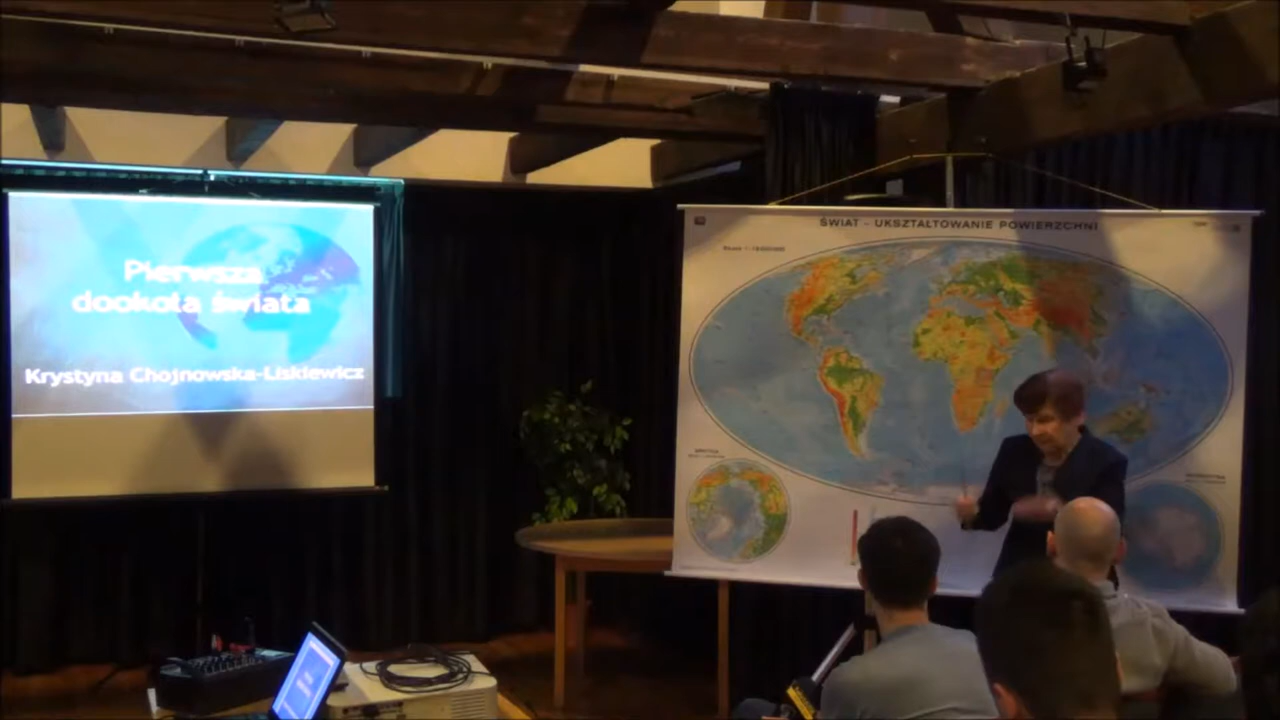 Pierwsza
dookoła świata
Krystyna Chojnowska-Liskiewicz
ŚWIAT - UKSZTAŁTOWANIE POWIERZCHNI